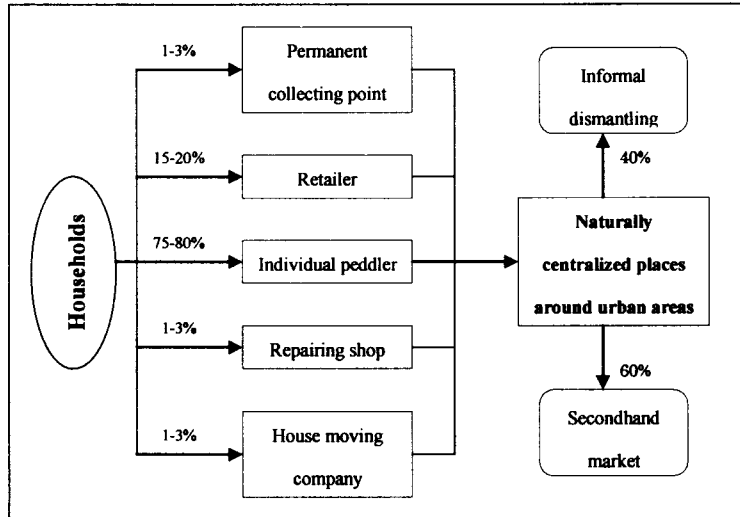 Households
1-3%
Permanent
collecting point
15-20%
Retailer
75-80%
Individual peddler
1-3%
Repairing shop
1-3%
House moving
company
Informal
dismantling
40%
Naturally
centralized places
around urban areas
60%
Secondhand
market